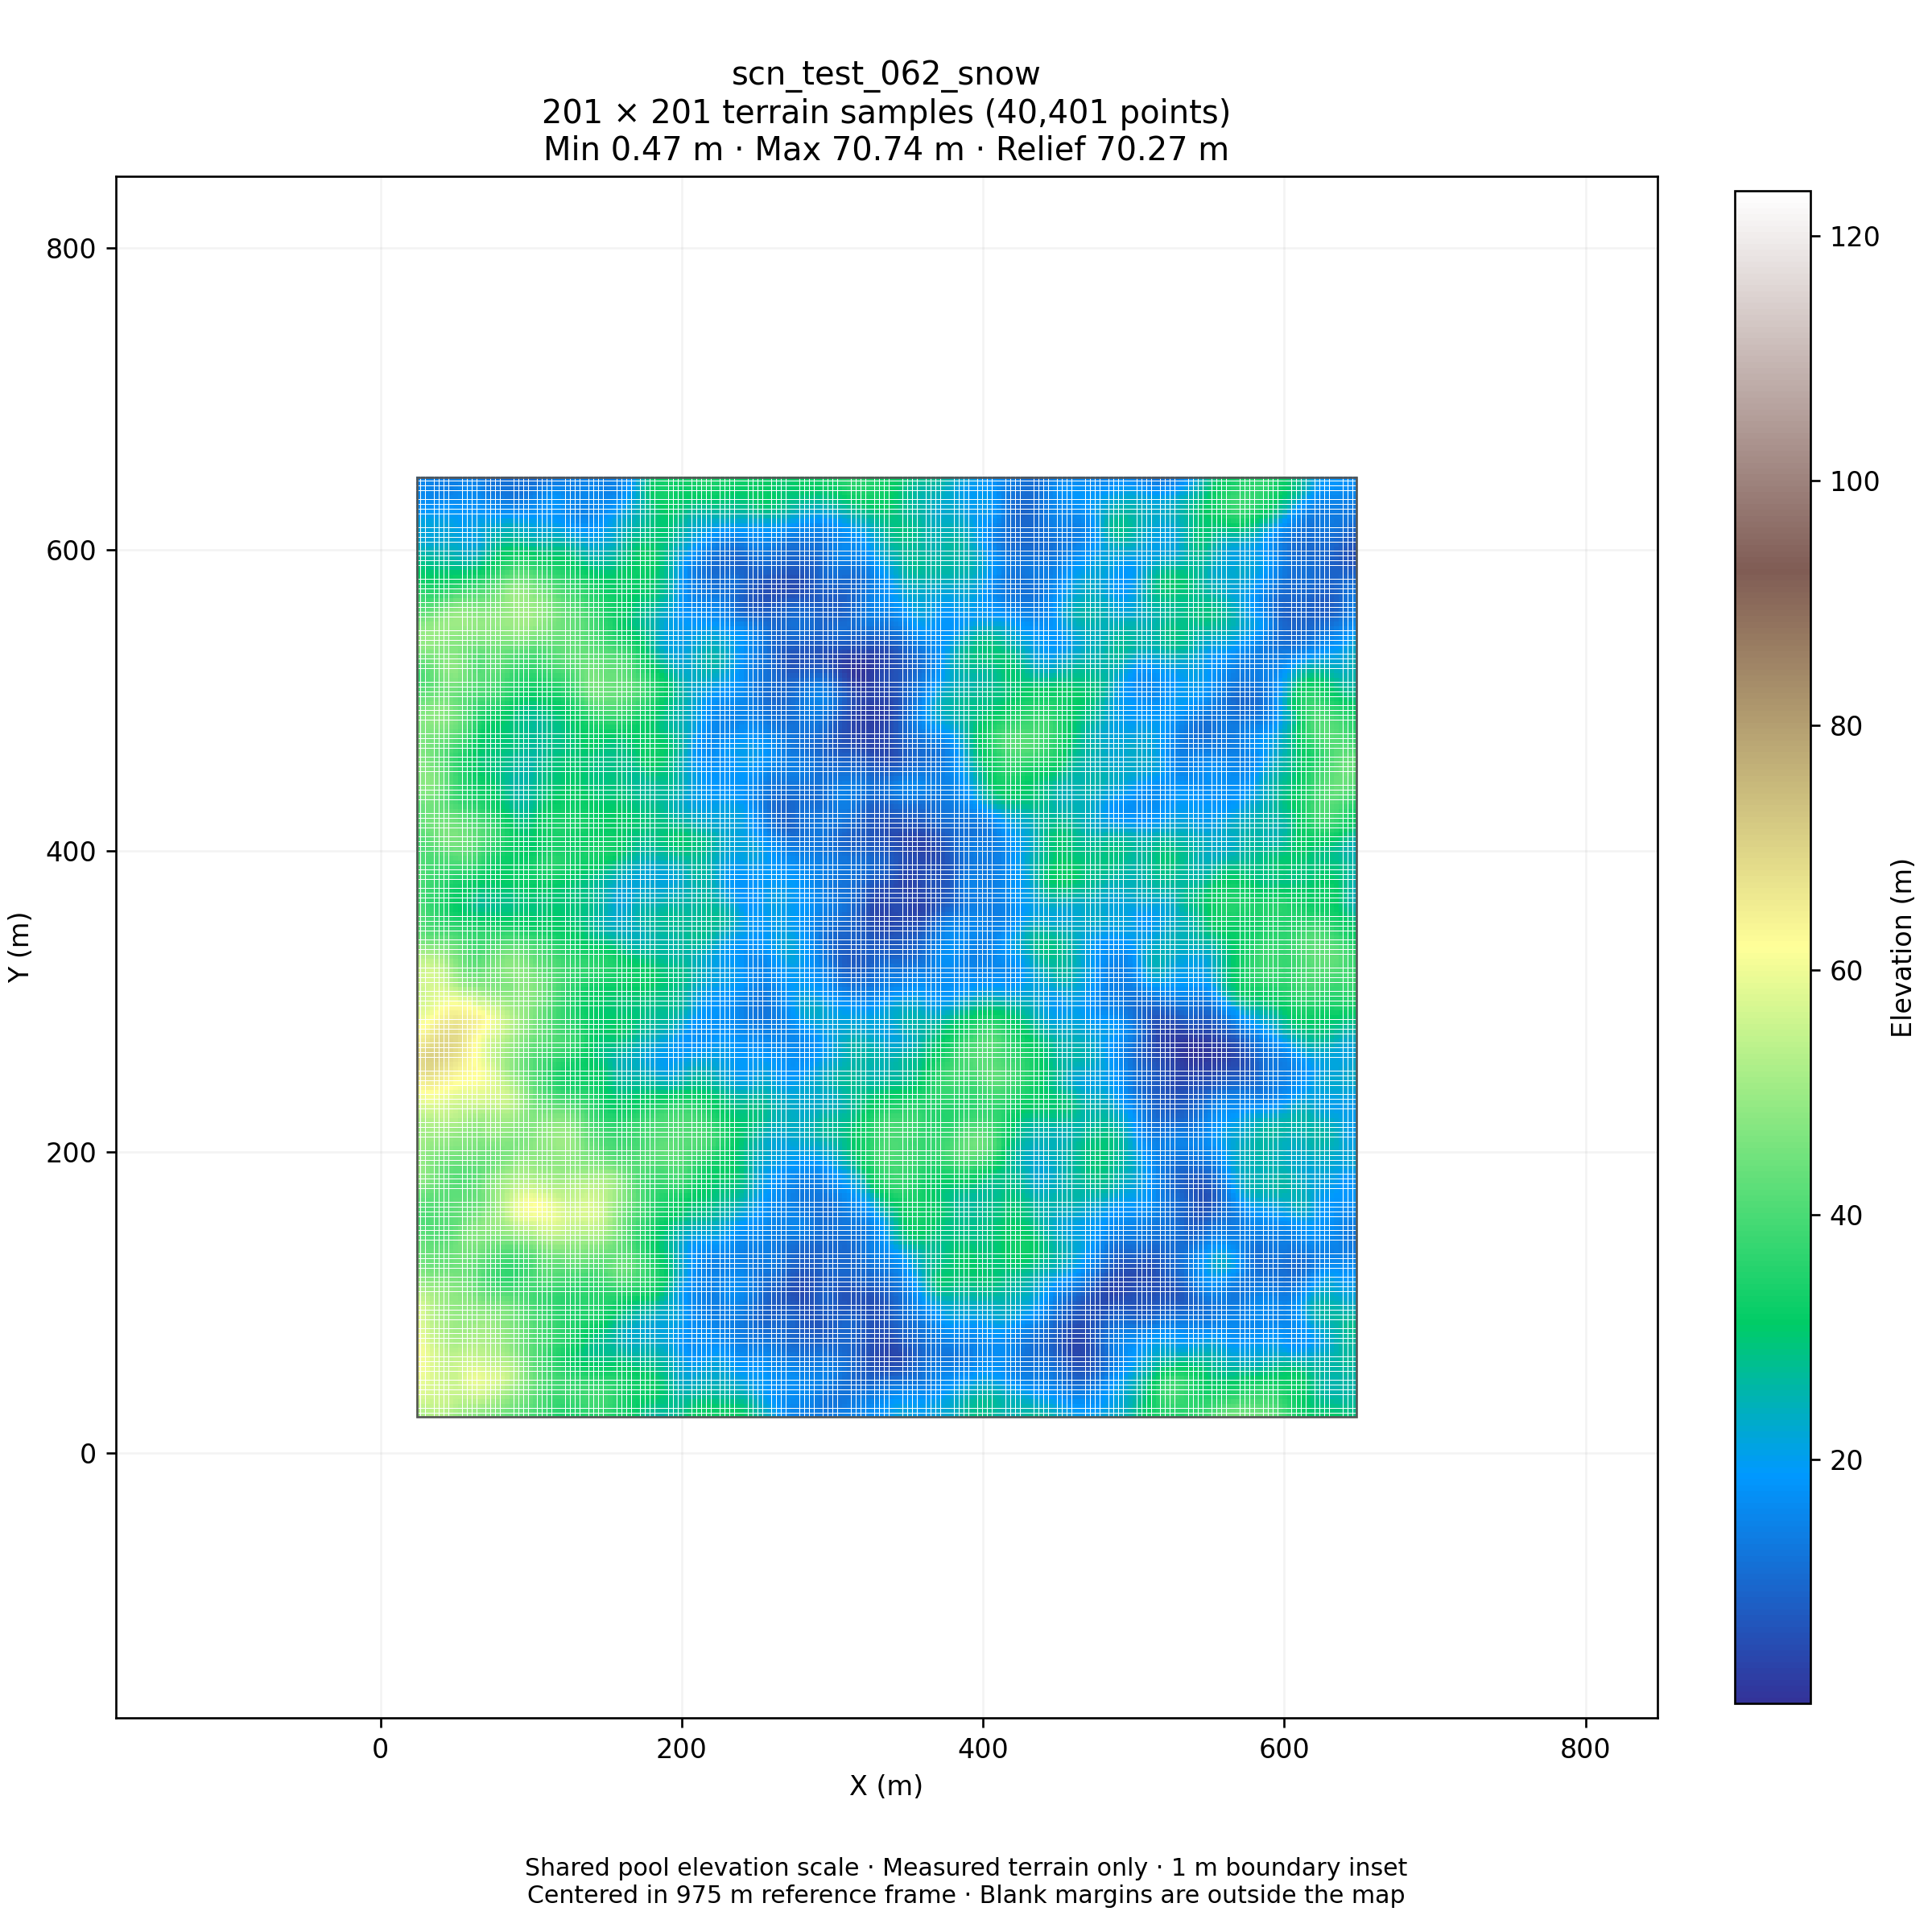 scn_test_062_snow
201 × 201 terrain samples (40,401 points)
Min 0.47 m · Max 70.74 m · Relief 70.27 m
800
600
400
200
0
Y (m)
0
200
400
600
800
X (m)
120
100
80
60
40
20
Elevation (m)
Shared pool elevation scale · Measured terrain only · 1 m boundary inset
Centered in 975 m reference frame · Blank margins are outside the map